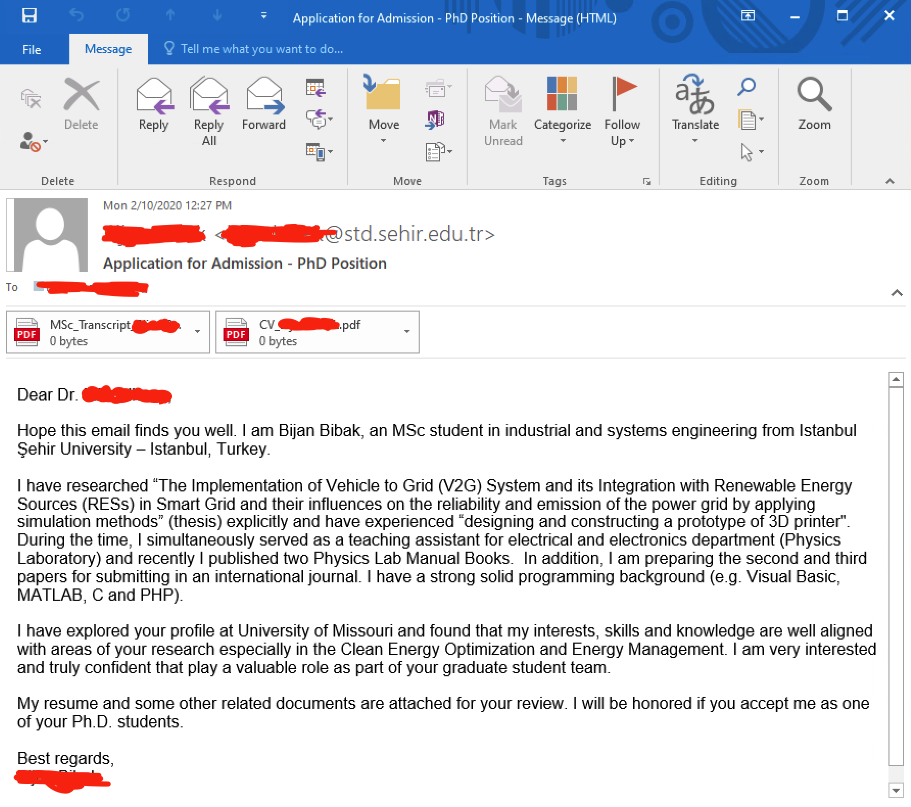 Application for Admission - PhD Position - Message (HTML)
File
Message
Tell me what you want to do...
Delete
Reply
Reply All
Forward
Move
Mark Unread
Categorize
Follow Up
Translate
Zoom
Delete
Respond
Move
Tags
Editing
Zoom
Mon 2/10/2020 12:27 PM
< @std.sehir.edu.tr>
Application for Admission - PhD Position
To
PDF
MSc_Transcript_
0 bytes
PDF
CV_ .pdf
0 bytes
Dear Dr.
Hope this email finds you well. I am Bijan Bibak, an MSc student in industrial and systems engineering from Istanbul
Şehir University – Istanbul, Turkey.
I have researched “The Implementation of Vehicle to Grid (V2G) System and its Integration with Renewable Energy
Sources (RESs) in Smart Grid and their influences on the reliability and emission of the power grid by applying
simulation methods” (thesis) explicitly and have experienced “designing and constructing a prototype of 3D printer".
During the time, I simultaneously served as a teaching assistant for electrical and electronics department (Physics
Laboratory) and recently I published two Physics Lab Manual Books.  In addition, I am preparing the second and third
papers for submitting in an international journal. I have a strong solid programming background (e.g. Visual Basic,
MATLAB, C and PHP).
I have explored your profile at University of Missouri and found that my interests, skills and knowledge are well aligned
with areas of your research especially in the Clean Energy Optimization and Energy Management. I am very interested
and truly confident that play a valuable role as part of your graduate student team.
My resume and some other related documents are attached for your review. I will be honored if you accept me as one
of your Ph.D. students.
Best regards,